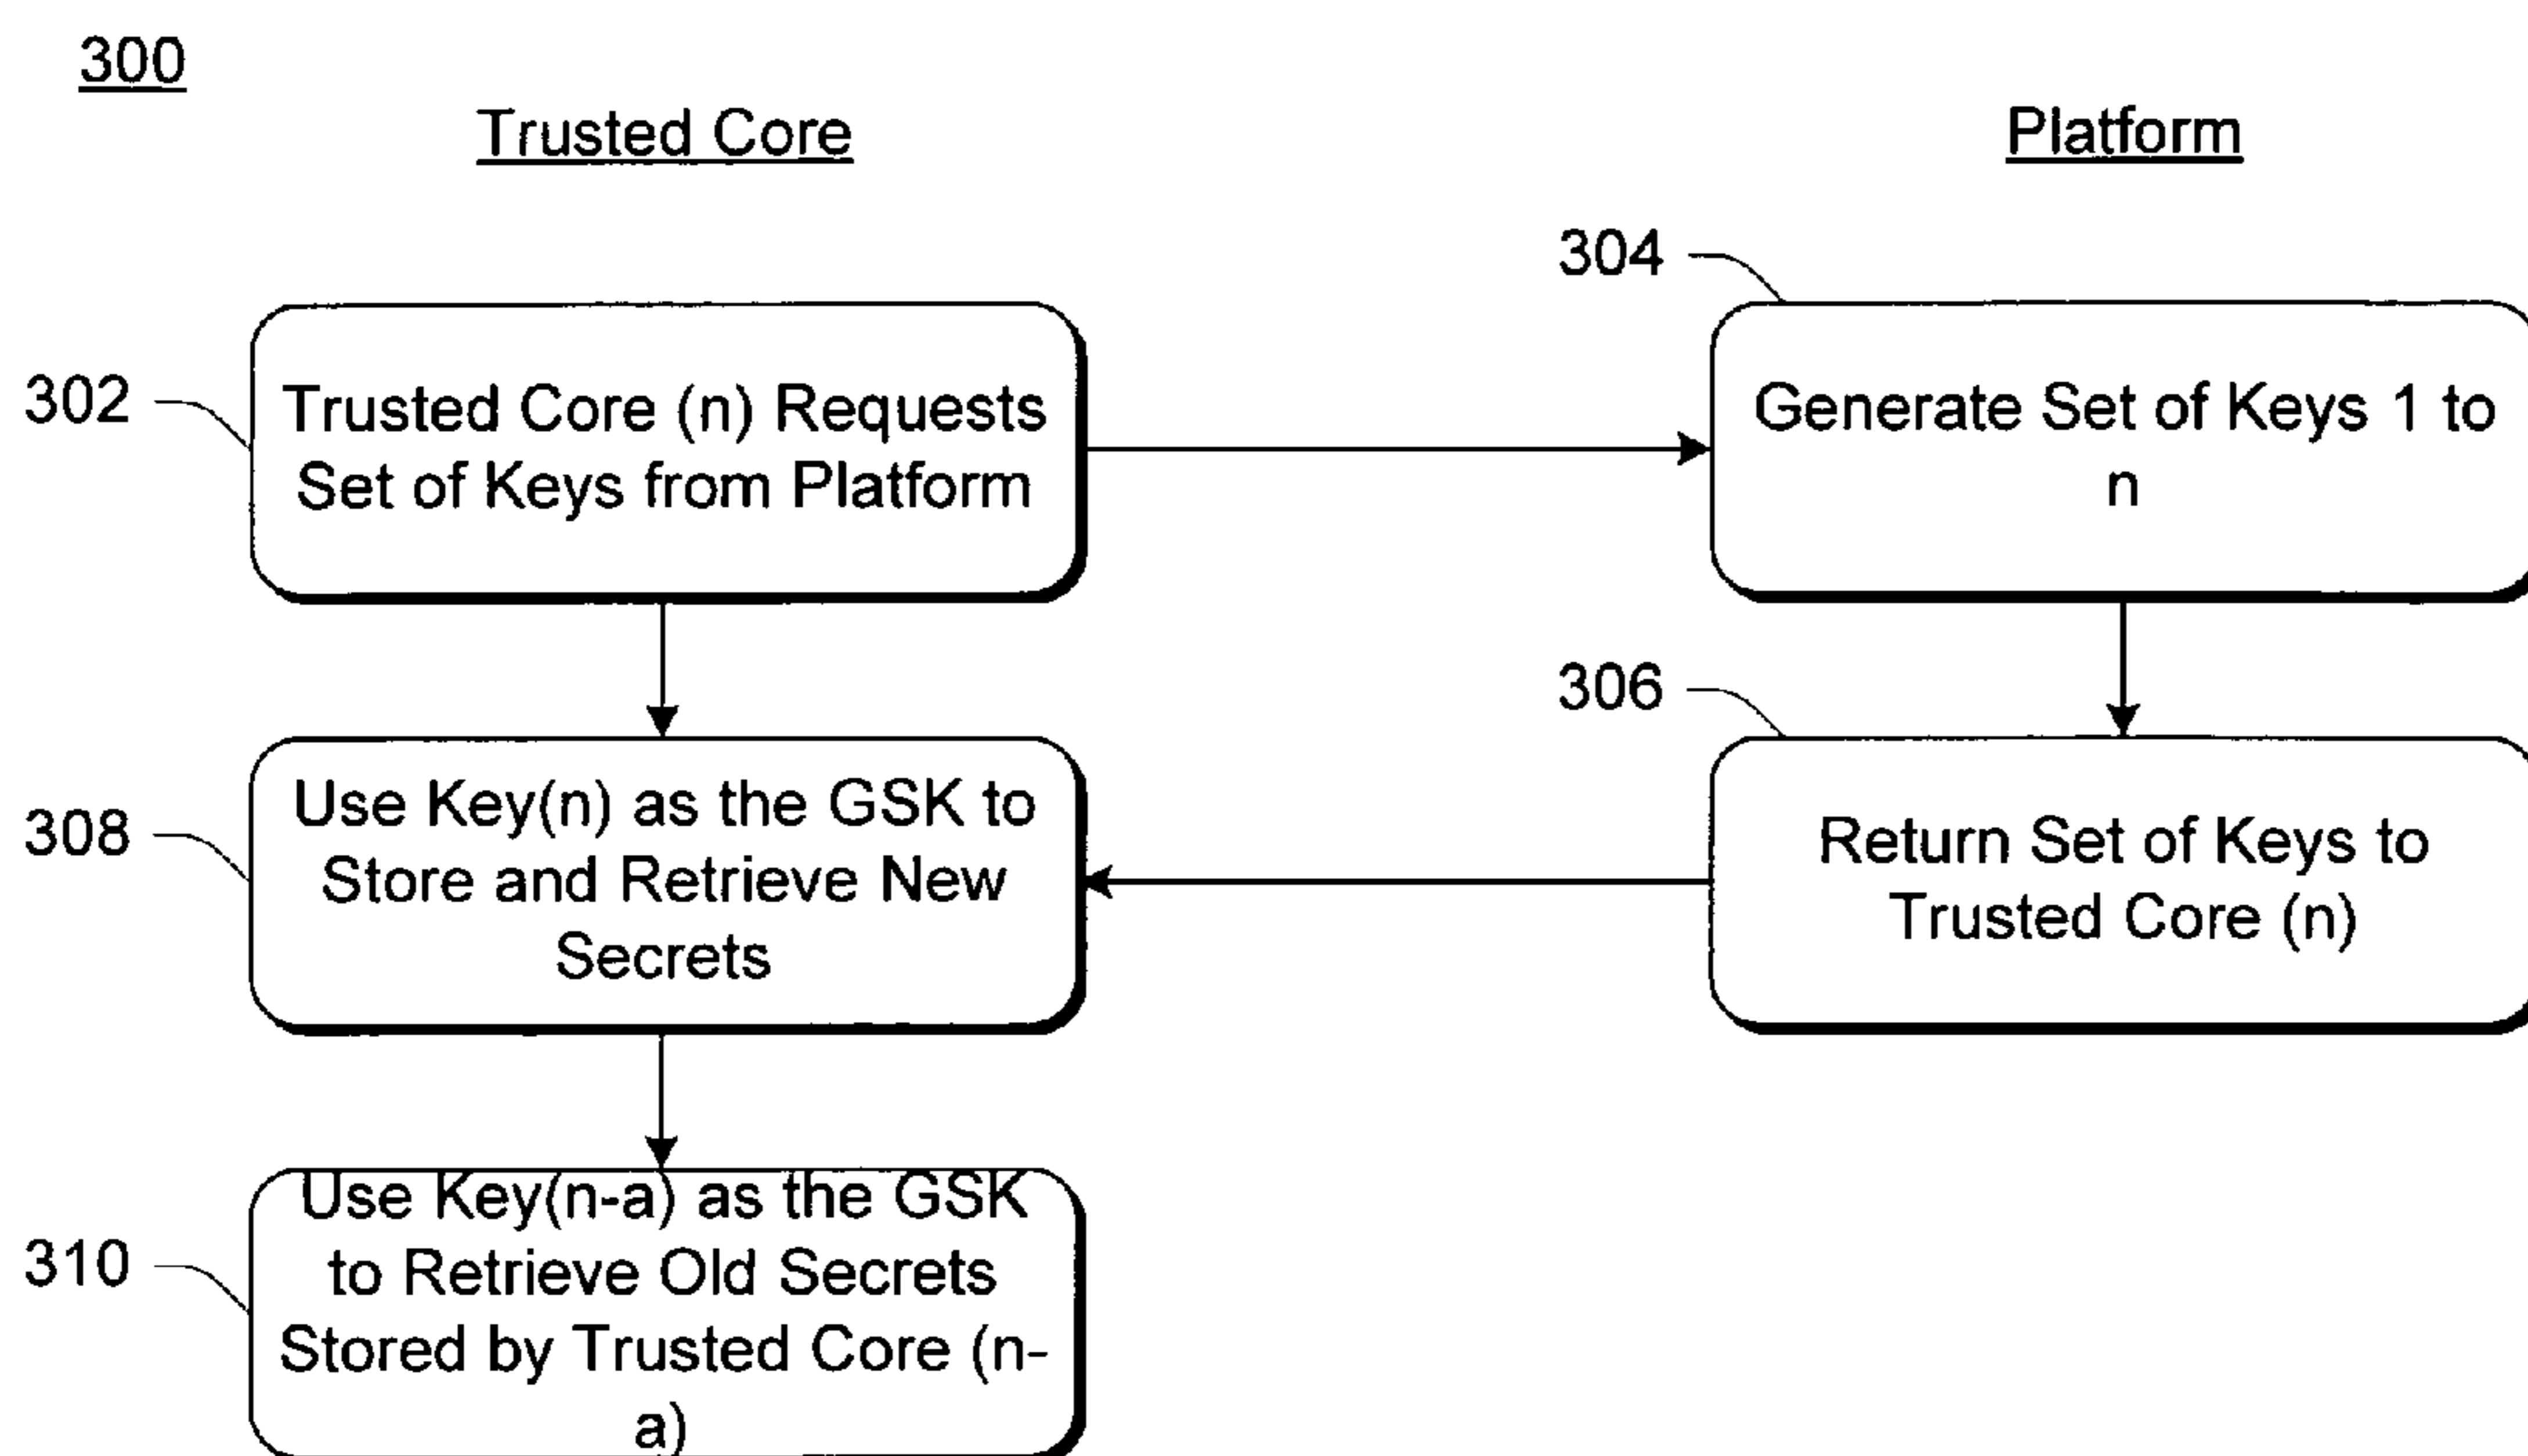 300
Trusted Core
Platform
304
302
Trusted Core (n) Requests
Set of Keys from Platform
Generate Set of Keys 1 to
n
306
308
Use Key(n) as the GSK to
Store and Retrieve New
Secrets
Return Set of Keys to
Trusted Core (n)
310
Use Key(n-a) as the GSK
to Retrieve Old Secrets
Stored by Trusted Core (n-
a)